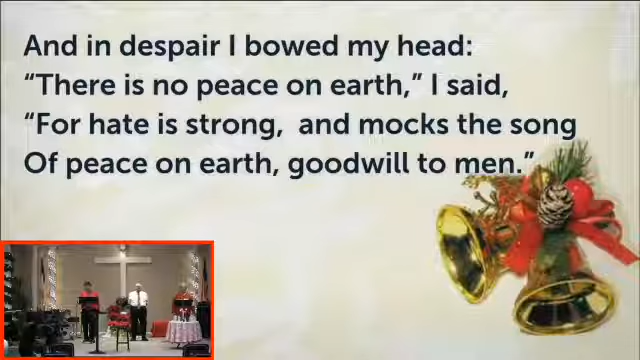 And in despair I bowed my head:
“There is no peace on earth,” I said,
“For hate is strong,  and mocks the song
Of peace on earth, goodwill to men.”